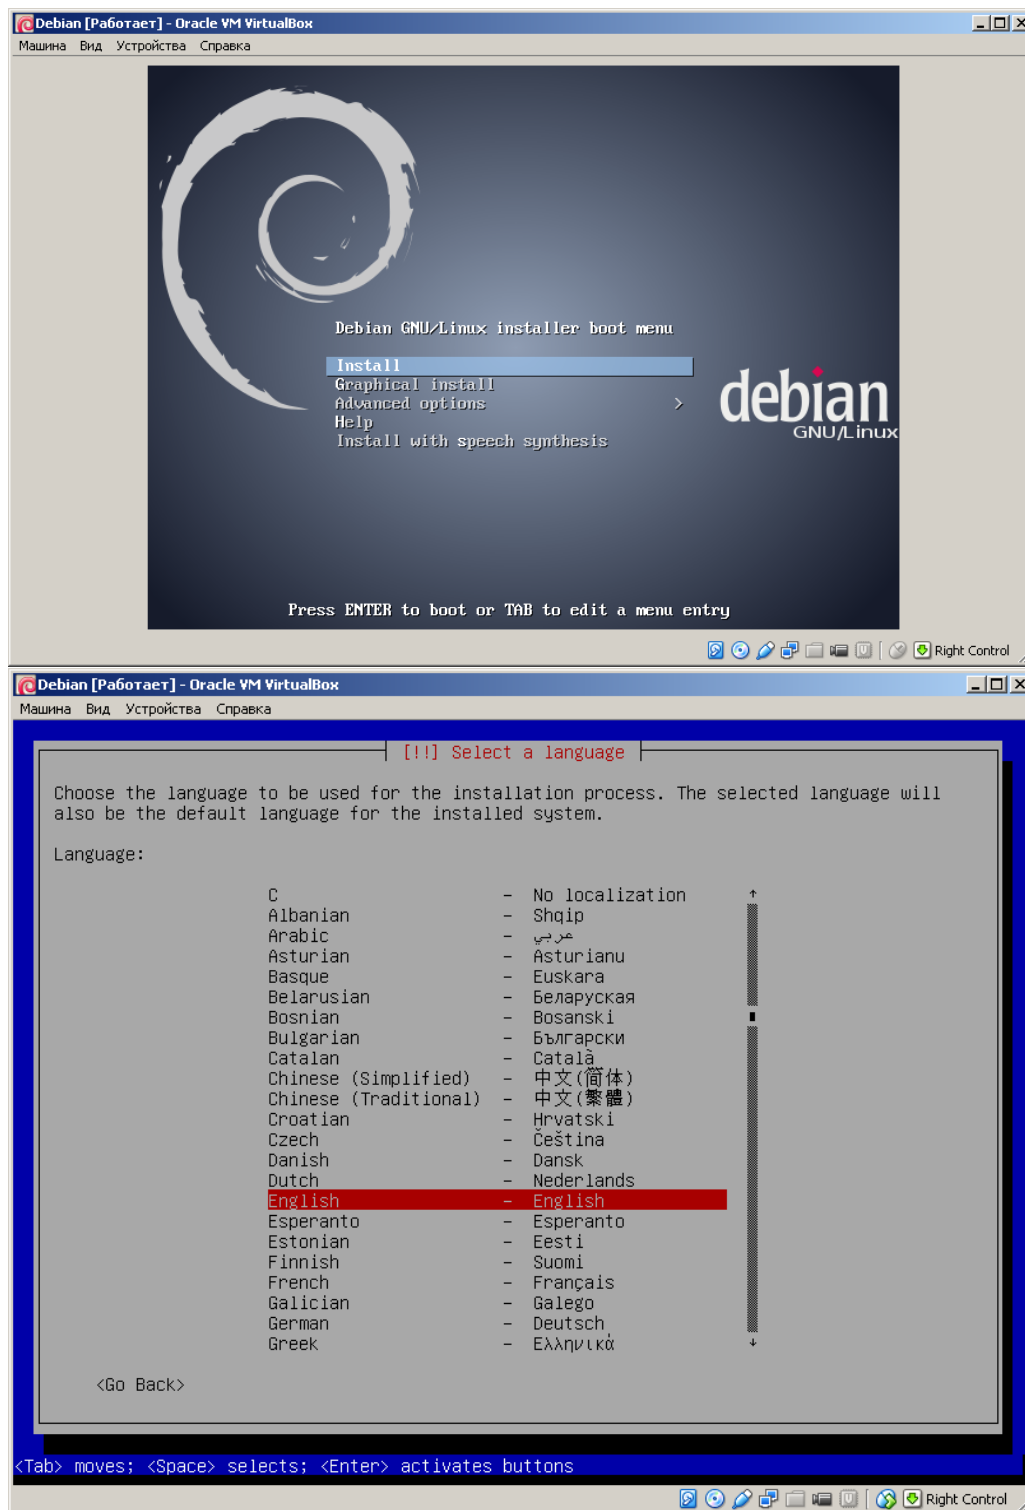 Debian [Работает] - Oracle VM VirtualBox
Машина Вид Устройства Справка
Debian GNU/Linux installer boot menu
Install
Graphical install
Advanced options >
Help
Install with speech synthesis
debian
GNU/Linux
Press ENTER to boot or TAB to edit a menu entry
Right Control
Debian [Работает] - Oracle VM VirtualBox
Машина Вид Устройства Справка
[!!] Select a language
Choose the language to be used for the installation process. The selected language will
also be the default language for the installed system.
Language:
C - No localization
Albanian - Shqip
Arabic - عربي
Asturian - Asturianu
Basque - Euskara
Belarusian - Беларуская
Bosnian - Bosanski
Bulgarian - Български
Catalan - Català
Chinese (Simplified) - 中文(简体)
Chinese (Traditional) - 中文(繁體)
Croatian - Hrvatski
Czech - Čeština
Danish - Dansk
Dutch - Nederlands
English - English
Esperanto - Esperanto
Estonian - Eesti
Finnish - Suomi
French - Français
Galician - Galego
German - Deutsch
Greek - Ελληνικά
<Go Back>
<Tab> moves; <Space> selects; <Enter> activates buttons
Right Control